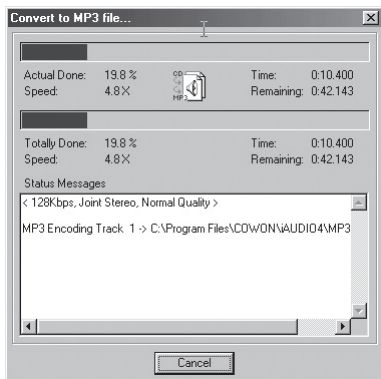 Convert to MP3 file...
Actual Done: 19.8 % Time: 0:10.400
Speed: 4.8X Remaining: 0:42.143
CD
MP3
Totally Done: 19.8 % Time: 0:10.400
Speed: 4.8X Remaining: 0:42.143
Status Messages
< 128Kbps, Joint Stereo, Normal Quality >
MP3 Encoding Track 1 -> C:\Program Files\COWON\iAUDIO4\MP3
Cancel